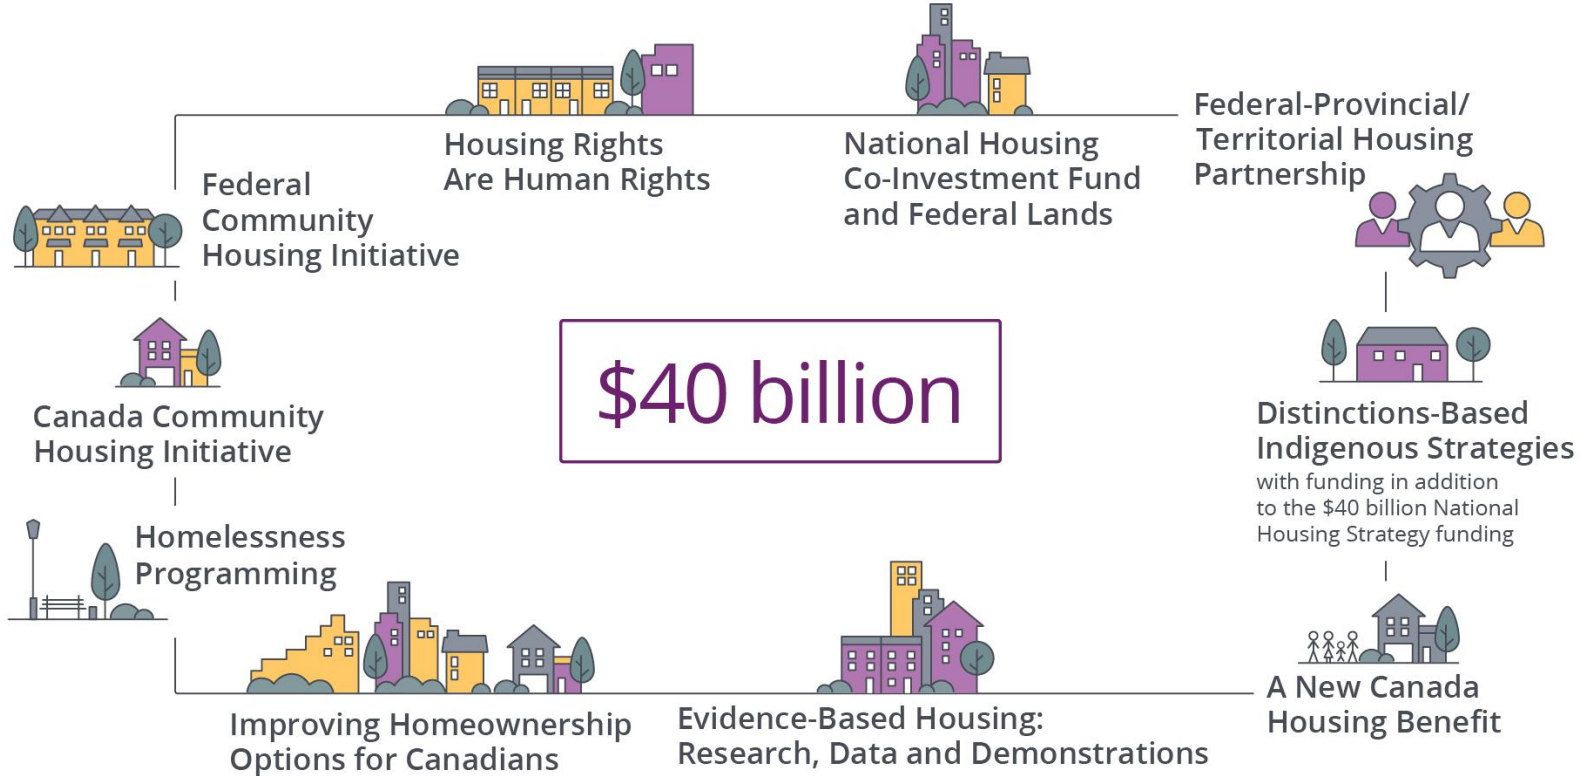 Housing Rights
Are Human Rights
National Housing
Co-Investment Fund
and Federal Lands
Federal-Provincial/
Territorial Housing
Partnership
Federal
Community
Housing Initiative
$40 billion
Canada Community
Housing Initiative
Distinctions-Based
Indigenous Strategies
with funding in addition
to the $40 billion National
Housing Strategy funding
Homelessness
Programming
Improving Homeownership
Options for Canadians
Evidence-Based Housing:
Research, Data and Demonstrations
A New Canada
Housing Benefit